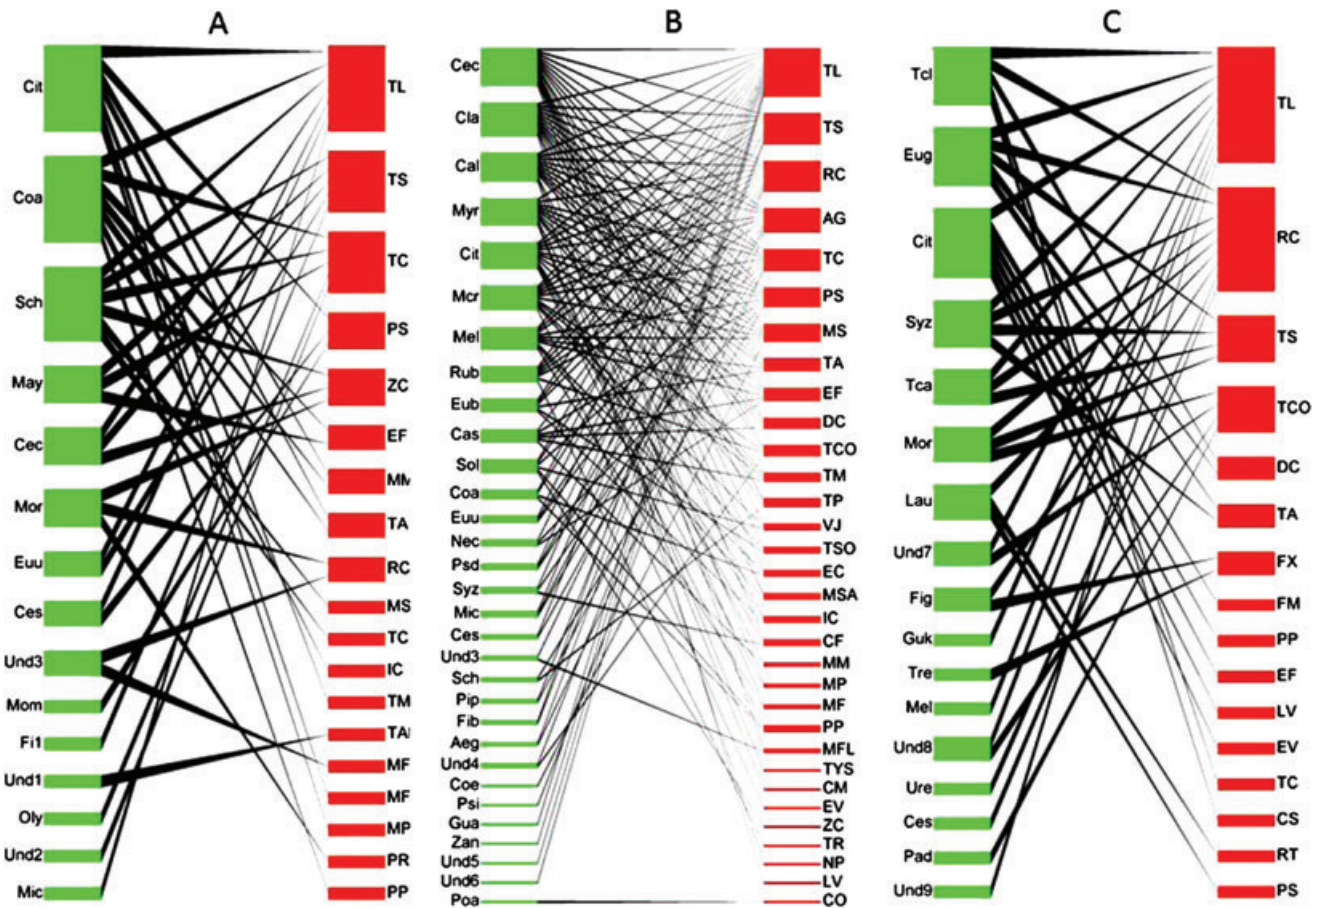 A
Cit
Coa
Sch
May
Cec
Mor
Euu
Ces
Und3
Mom
Fi1
Und1
Oly
Und2
Mic
TL
TS
TC
PS
ZC
EF
MM
TA
RC
MS
TC
IC
TM
TAI
MF
MF
MP
PR
PP
B
Cec
Cla
Cal
Myr
Cit
Mcr
Mel
Rub
Eub
Cas
Sol
Coa
Euu
Nec
Psd
Syz
Mic
Ces
Und3
Sch
Pip
Fib
Aeg
Und4
Coe
Psi
Gua
Zan
Und5
Und6
Poa
TL
TS
RC
AG
TC
PS
MS
TA
EF
DC
TCO
TM
TP
VJ
TSO
EC
MSA
IC
CF
MM
MP
MF
PP
MFL
TYS
CM
EV
ZC
TR
NP
LV
CO
C
Tcl
Eug
Cit
Syz
Tca
Mor
Lau
Und7
Fig
Guk
Tre
Mel
Und8
Ure
Ces
Pad
Und9
TL
RC
TS
TCO
DC
TA
FX
FM
PP
EF
LV
EV
TC
CS
RT
PS